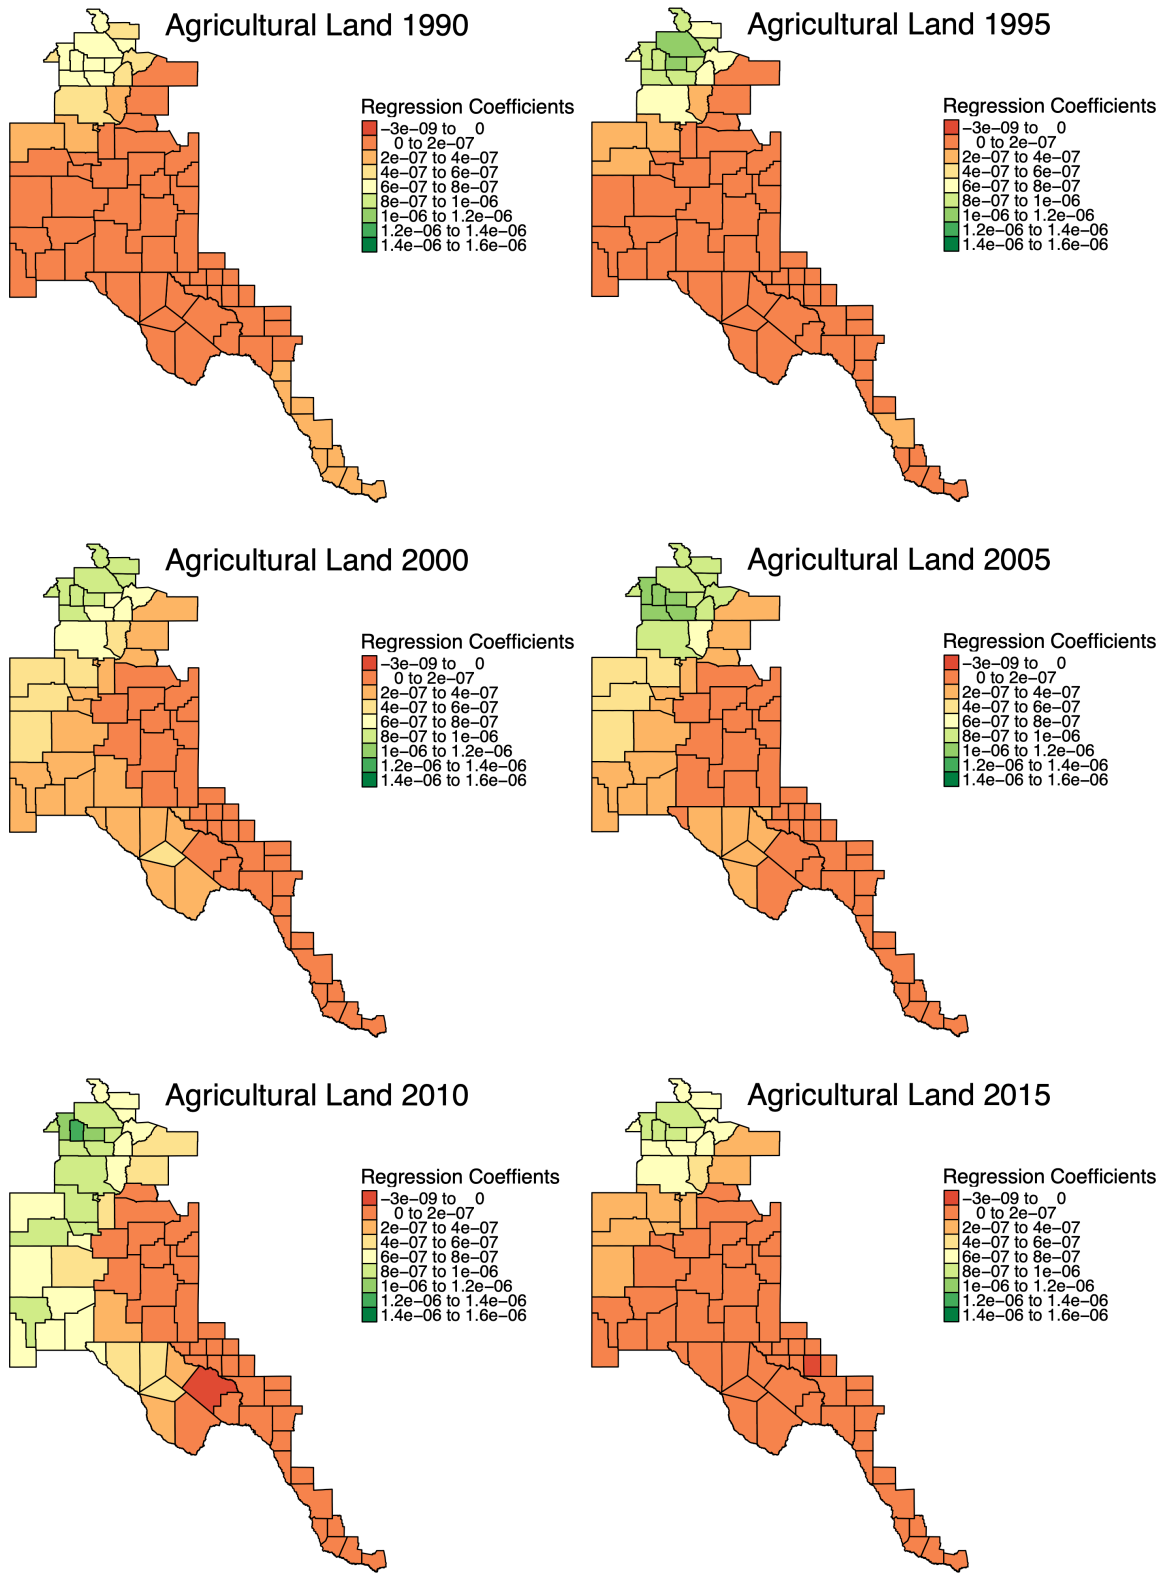 Agricultural Land 1990
Regression Coefficients
−3e−09 to 0
0 to 2e−07
2e−07 to 4e−07
4e−07 to 6e−07
6e−07 to 8e−07
8e−07 to 1e−06
1e−06 to 1.2e−06
1.2e−06 to 1.4e−06
1.4e−06 to 1.6e−06
Agricultural Land 1995
Regression Coefficients
−3e−09 to 0
0 to 2e−07
2e−07 to 4e−07
4e−07 to 6e−07
6e−07 to 8e−07
8e−07 to 1e−06
1e−06 to 1.2e−06
1.2e−06 to 1.4e−06
1.4e−06 to 1.6e−06
Agricultural Land 2000
Regression Coefficients
−3e−09 to 0
0 to 2e−07
2e−07 to 4e−07
4e−07 to 6e−07
6e−07 to 8e−07
8e−07 to 1e−06
1e−06 to 1.2e−06
1.2e−06 to 1.4e−06
1.4e−06 to 1.6e−06
Agricultural Land 2005
Regression Coefficients
−3e−09 to 0
0 to 2e−07
2e−07 to 4e−07
4e−07 to 6e−07
6e−07 to 8e−07
8e−07 to 1e−06
1e−06 to 1.2e−06
1.2e−06 to 1.4e−06
1.4e−06 to 1.6e−06
Agricultural Land 2010
Regression Coeffients
−3e−09 to 0
0 to 2e−07
2e−07 to 4e−07
4e−07 to 6e−07
6e−07 to 8e−07
8e−07 to 1e−06
1e−06 to 1.2e−06
1.2e−06 to 1.4e−06
1.4e−06 to 1.6e−06
Agricultural Land 2015
Regression Coefficients
−3e−09 to 0
0 to 2e−07
2e−07 to 4e−07
4e−07 to 6e−07
6e−07 to 8e−07
8e−07 to 1e−06
1e−06 to 1.2e−06
1.2e−06 to 1.4e−06
1.4e−06 to 1.6e−06